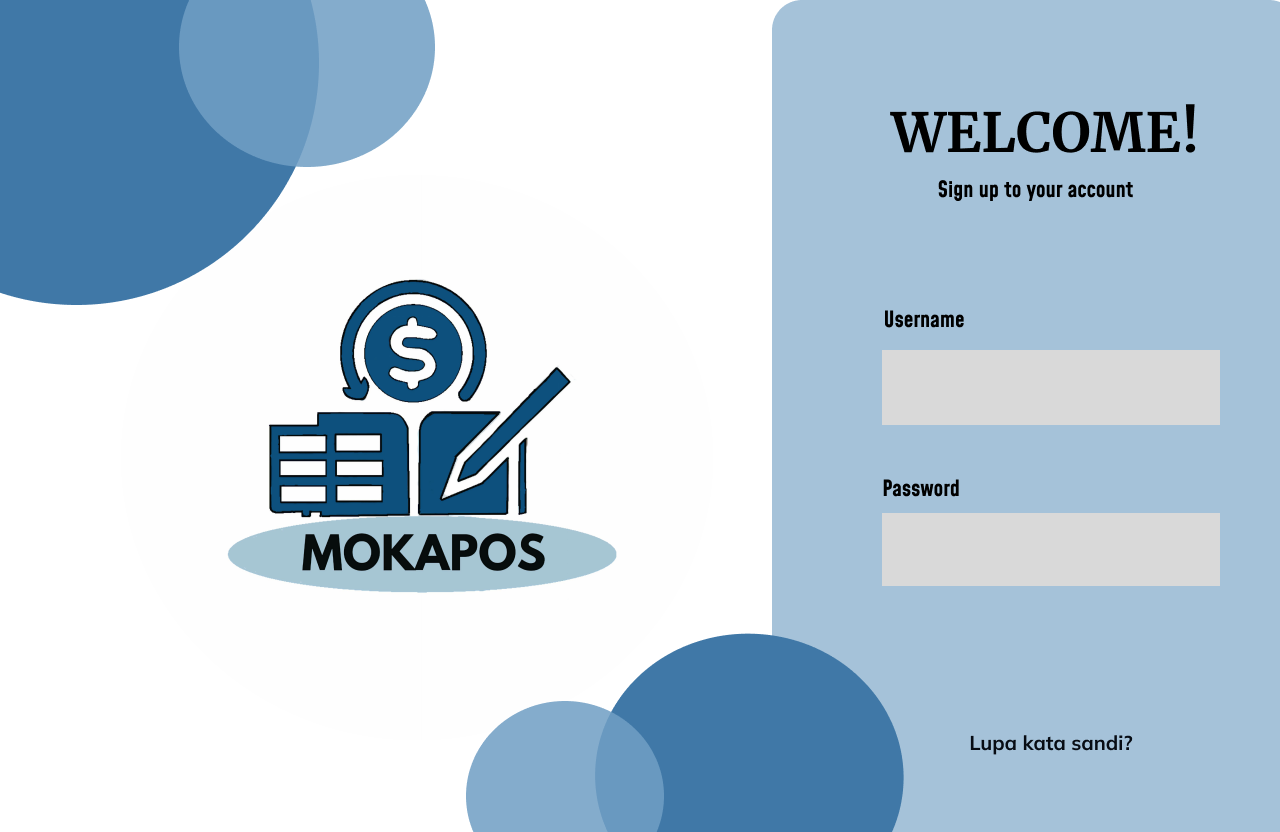 WELCOME!
Sign up to your account
Username
Password
Lupa kata sandi?
$
MOKAPOS